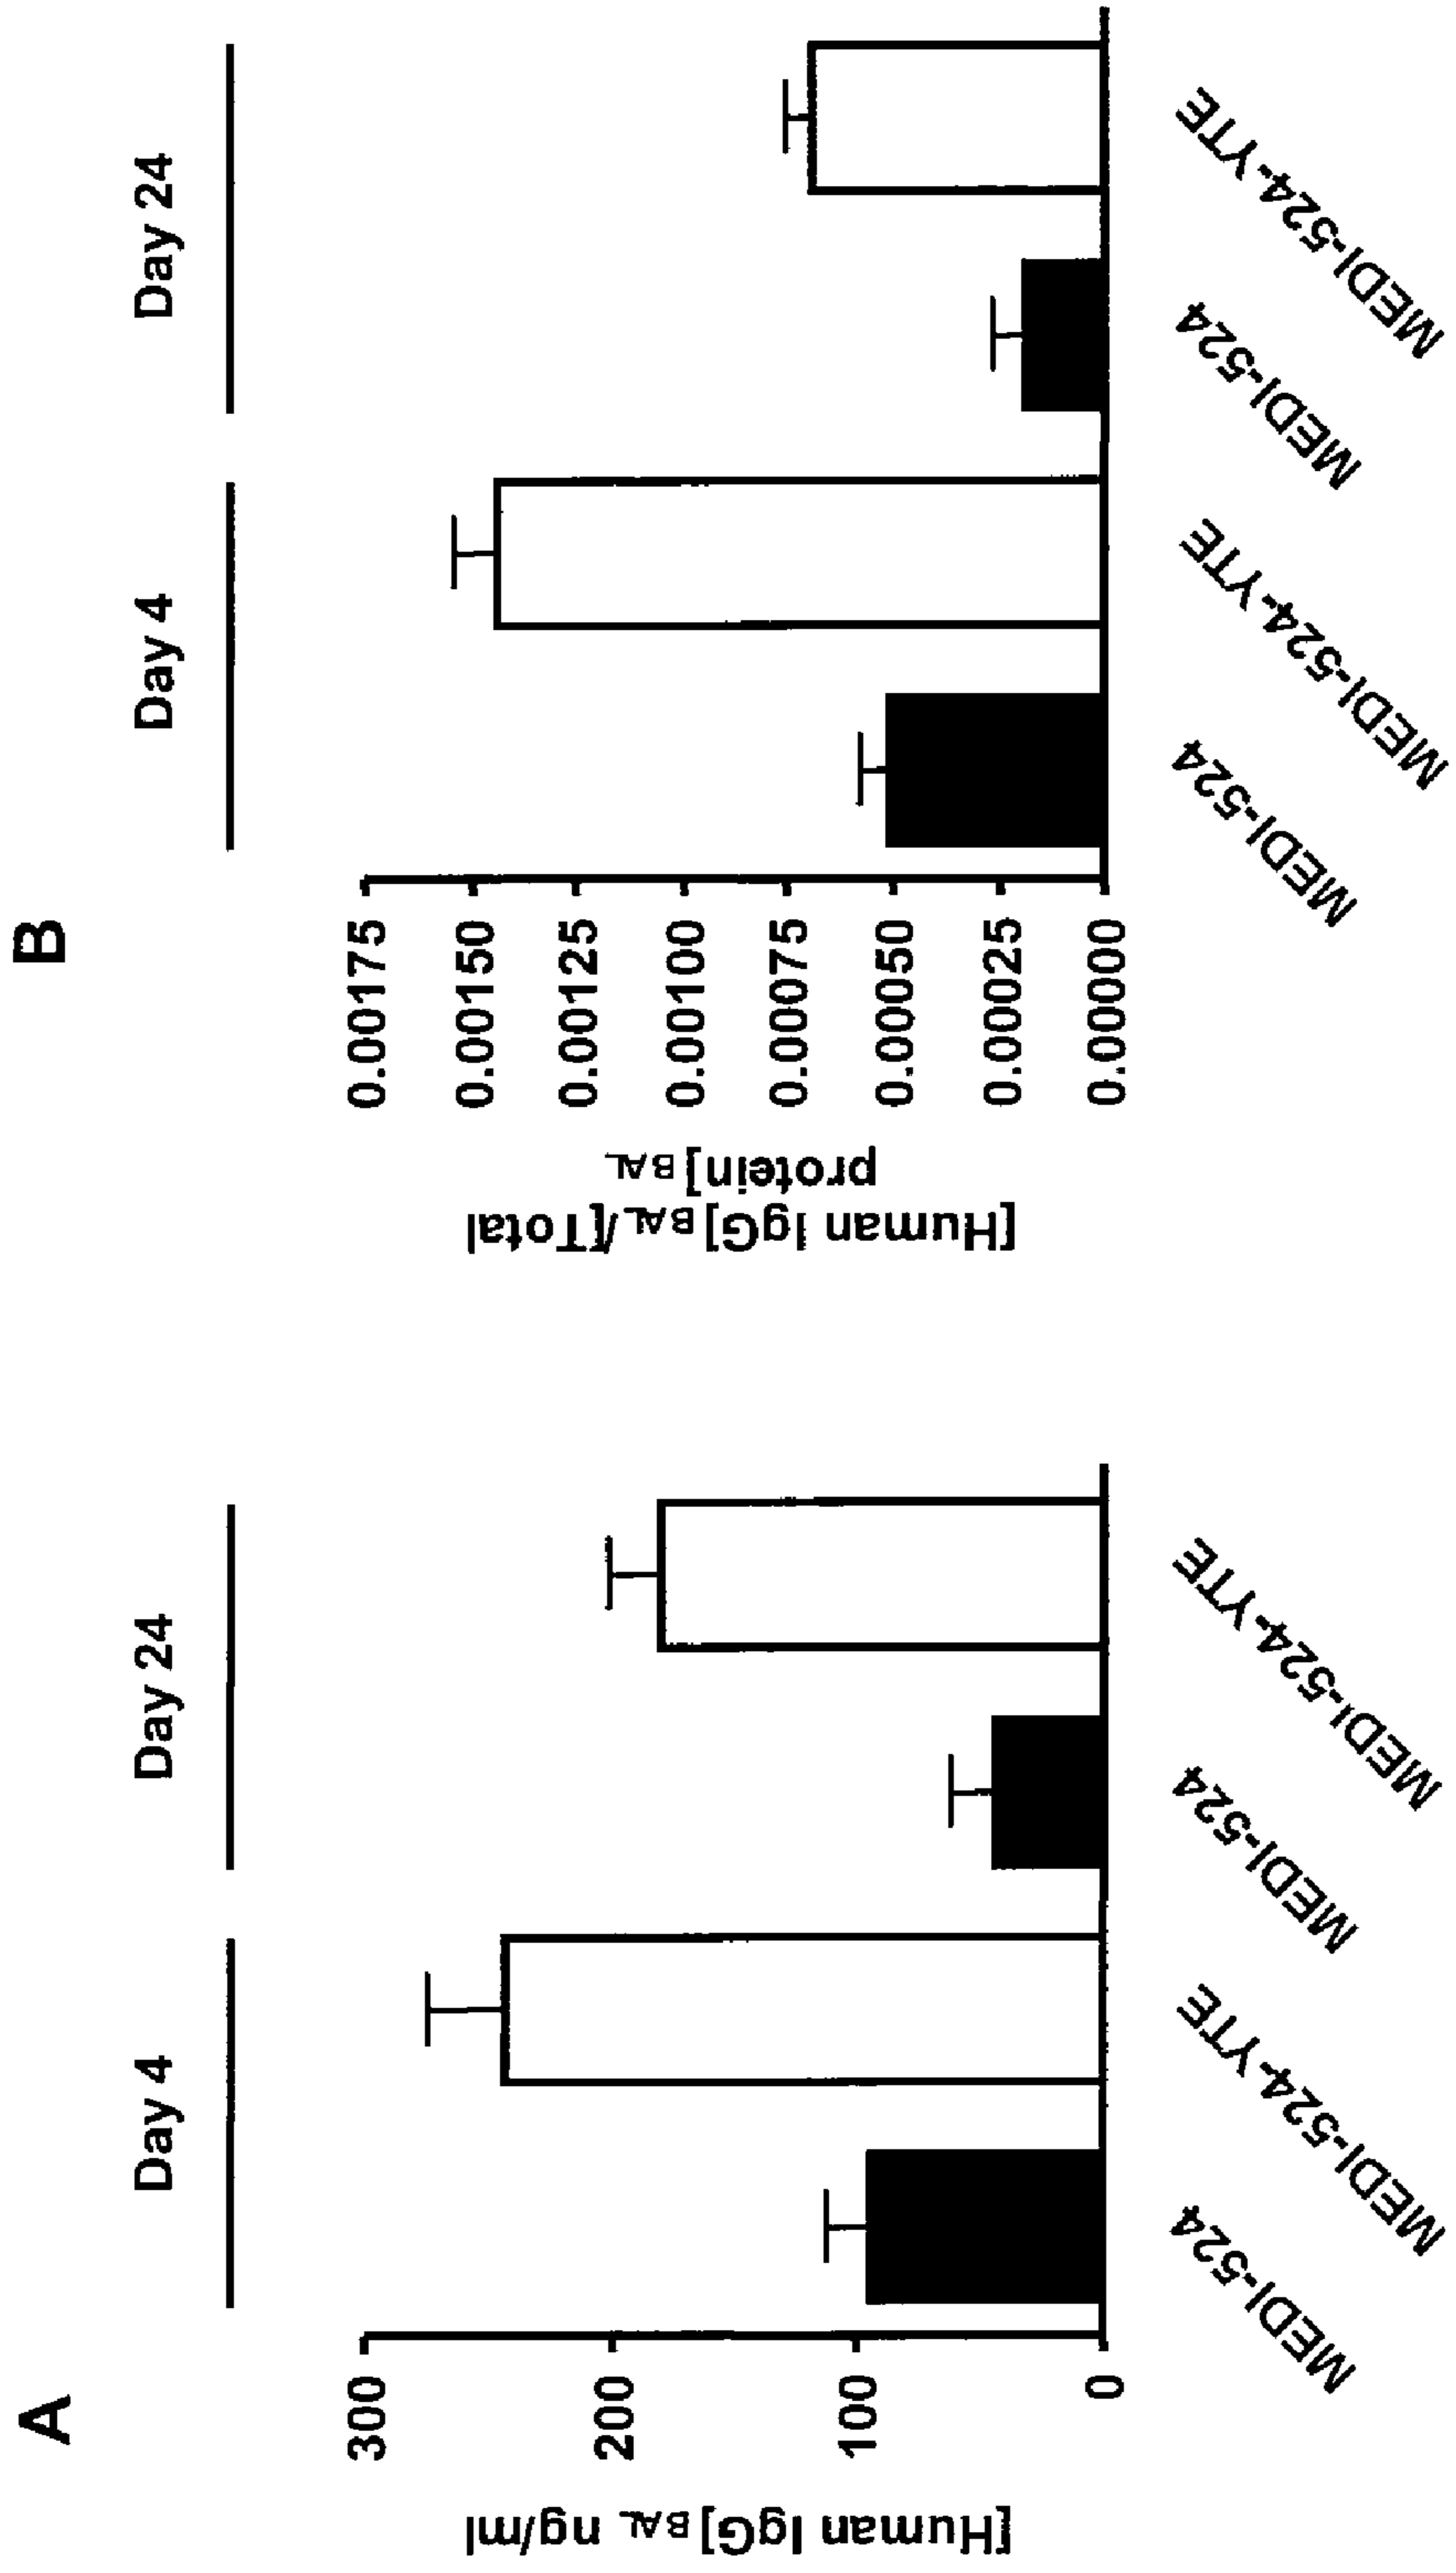 A
Day 4
Day 24
[Human IgG]BAL ng/ml
300
200
100
0
MEDI-524
MEDI-524-YTE
MEDI-524
MEDI-524-YTE
B
Day 4
Day 24
[Human IgG]BAL/[Total
protein]BAL
0.00175
0.00150
0.00125
0.00100
0.00075
0.00050
0.00025
0.00000
MEDI-524
MEDI-524-YTE
MEDI-524
MEDI-524-YTE